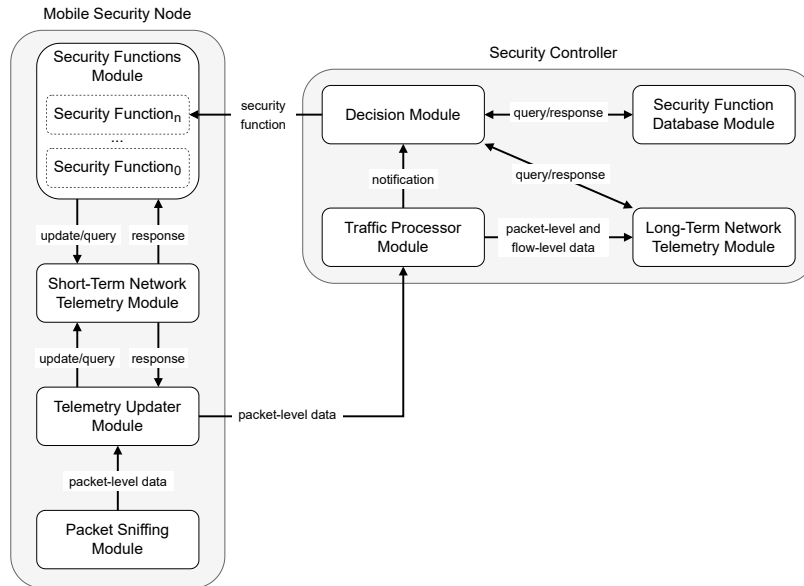 Mobile Security Node
Security Functions
Module
Security Functionₙ
...
Security Function₀
update/query
response
Short-Term Network
Telemetry Module
update/query
response
Telemetry Updater
Module
packet-level data
Packet Sniffing
Module
security
function
packet-level data
Security Controller
Decision Module
query/response
Security Function
Database Module
notification
query/response
Traffic Processor
Module
packet-level and
flow-level data
Long-Term Network
Telemetry Module